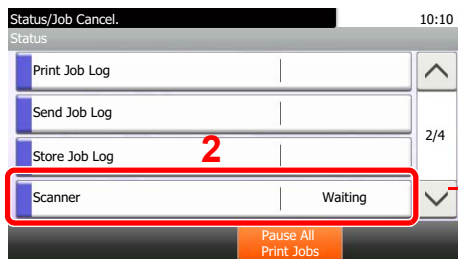 Status/Job Cancel. 10:10
Status
Print Job Log
Send Job Log
2/4
Store Job Log
2
Scanner Waiting
Pause All
Print Jobs